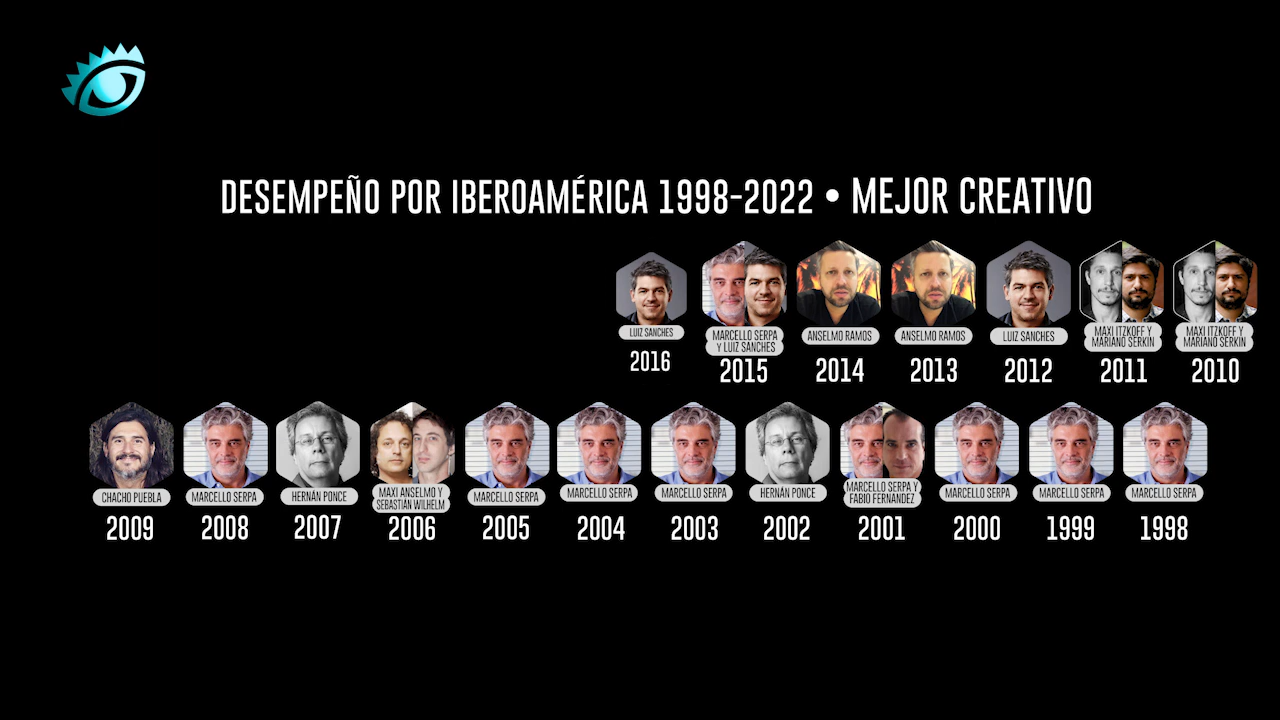 DESEMPEÑO POR IBEROAMÉRICA 1998-2022 • MEJOR CREATIVO
LUIZ SANCHES
2016
MARCELLO SERPA
Y LUIZ SANCHES
2015
ANSELMO RAMOS
2014
ANSELMO RAMOS
2013
LUIZ SANCHES
2012
MAXI ITZKOFF Y
MARIANO SERKIN
2011
MAXI ITZKOFF Y
MARIANO SERKIN
2010
CHACHO PUEBLA
2009
MARCELLO SERPA
2008
HERNÁN PONCE
2007
MAXI ANSELMO Y
SEBASTIÁN WILHELM
2006
MARCELLO SERPA
2005
MARCELLO SERPA
2004
MARCELLO SERPA
2003
HERNÁN PONCE
2002
MARCELLO SERPA Y
FABIO FERNÁNDEZ
2001
MARCELLO SERPA
2000
MARCELLO SERPA
1999
MARCELLO SERPA
1998